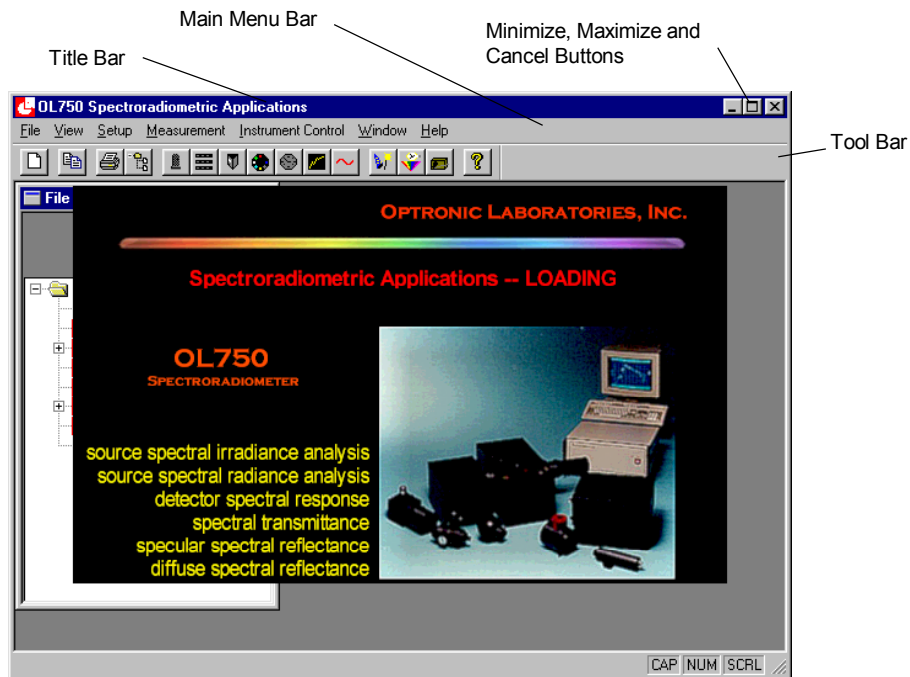 Main Menu Bar
Minimize, Maximize and
Cancel Buttons
Title Bar
OL750 Spectroradiometric Applications
File View Setup Measurement Instrument Control Window Help
Tool Bar
File
OPTRONIC LABORATORIES, INC.
Spectroradiometric Applications -- LOADING
OL750
SPECTRORADIOMETER
source spectral irradiance analysis
source spectral radiance analysis
detector spectral response
spectral transmittance
specular spectral reflectance
diffuse spectral reflectance
CAP NUM SCRL